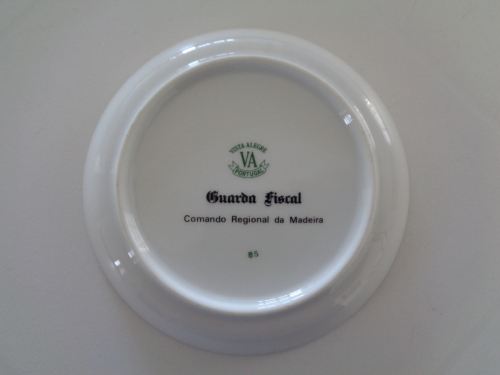 VISTA ALEGRE
VA
PORTUGAL
Guarda Fiscal
Comando Regional da Madeira
85